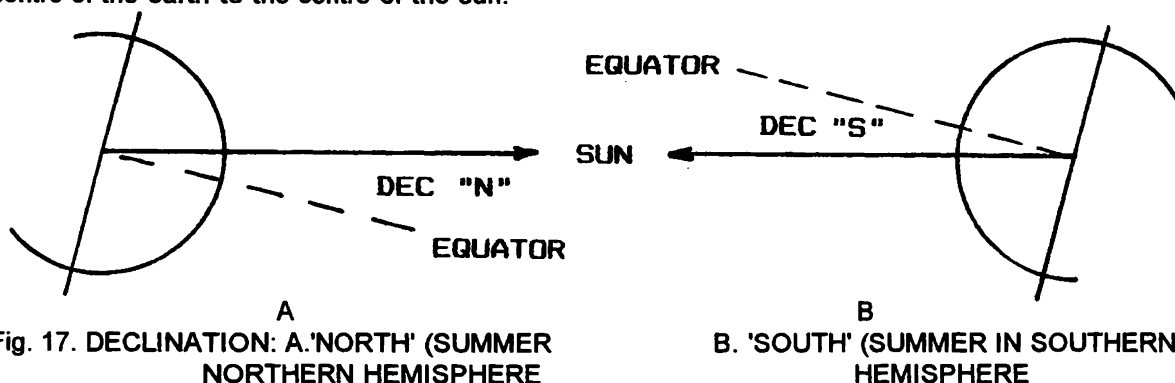 centre of the earth to the centre of the sun.
EQUATOR
DEC "S"
SUN
DEC "N"
EQUATOR
A
B
Fig. 17. DECLINATION: A.'NORTH' (SUMMER
NORTHERN HEMISPHERE
B. 'SOUTH' (SUMMER IN SOUTHERN
HEMISPHERE